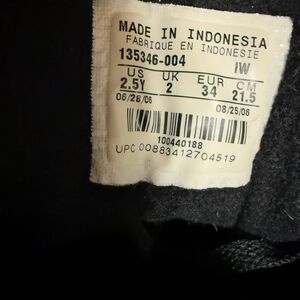 MADE IN INDONESIA
FABRIQUE EN INDONESIE
135346-004 IW
US UK EUR CM
2.5Y 2 34 21.5
06/28/06 08/25/06
100440188
UPC 00883412704519